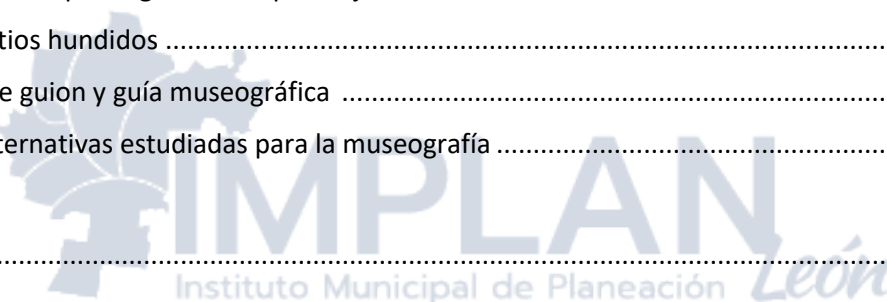 tios hundidos ........................................................................................................
e guion y guía museográfica ........................................................................
ternativas estudiadas para la museografía .................................................
........................................................................................................................
IMPLAN
Instituto Municipal de Planeación León